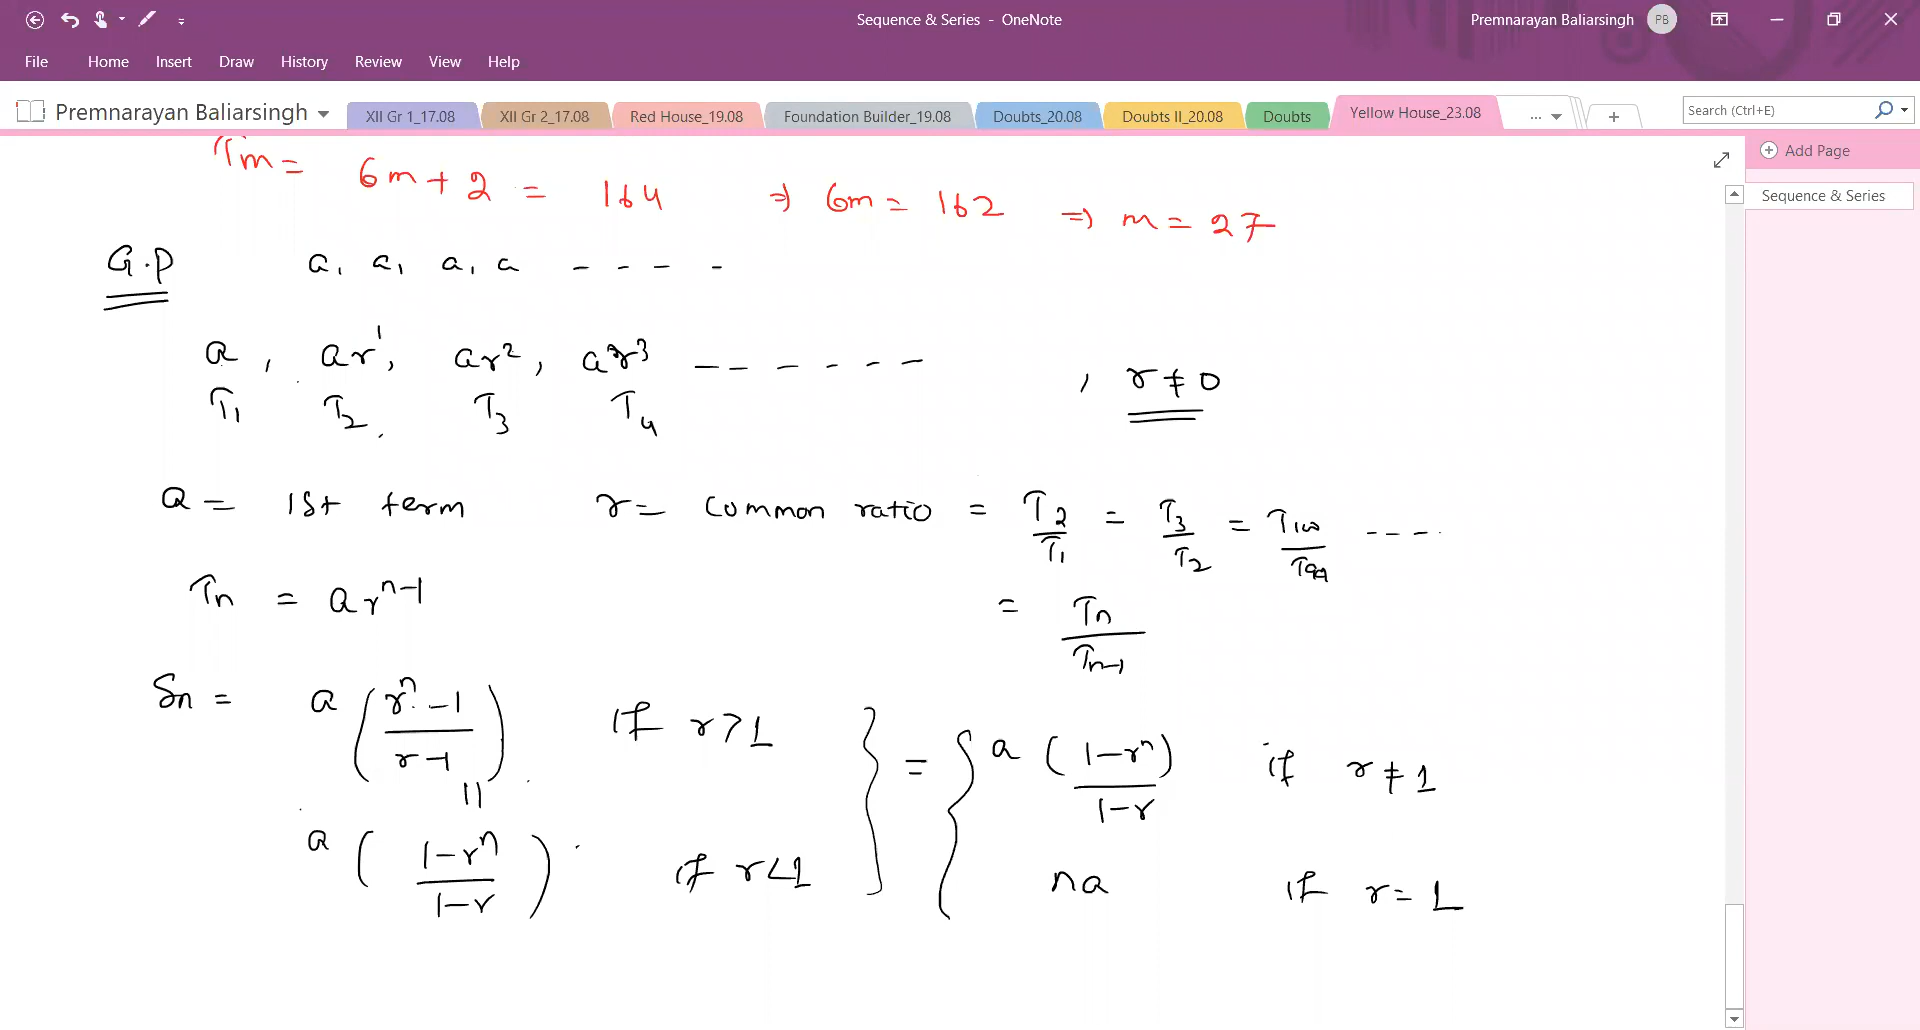 Sequence & Series - OneNote
Premnarayan Baliarsingh PB
File Home Insert Draw History Review View Help
Premnarayan Baliarsingh
XII Gr 1_17.08 XII Gr 2_17.08 Red House_19.08 Foundation Builder_19.08 Doubts_20.08 Doubts II_20.08 Doubts Yellow House_23.08 ... +
Search (Ctrl+E)
Add Page
Sequence & Series
Tm = 6m + 2 = 164 ⇒ 6m = 162 ⇒ m = 27
G.P a, a, a, a - - - -
a , ar¹, ar², ar³ - - - - - - , r ≠ 0
T₁ T₂ T₃ T₄
a = 1st term r = common ratio = T₂/T₁ = T₃/T₂ = T₁₀₀/T₉₉ - - - -
Tn = ar^(n-1) = Tn/Tn-1
Sn = a ((r^n - 1)/(r - 1)) if r > 1 } = { a (1 - r^n)/(1 - r) if r ≠ 1
||
a ((1 - r^n)/(1 - r)) if r < 1 na if r = 1